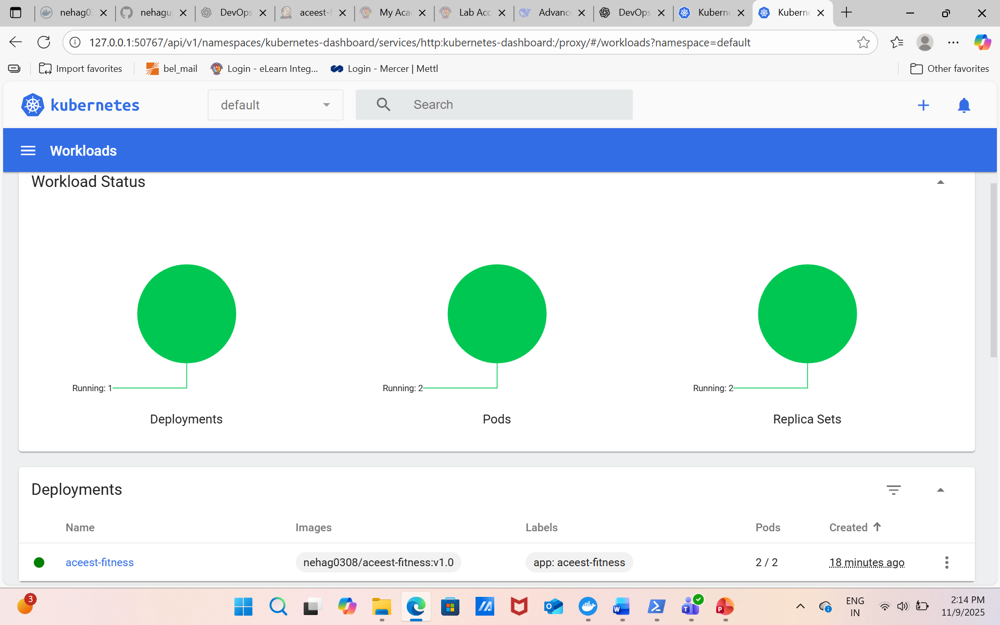 nehag0
nehagu
DevOps
aceest-f
My Aca
Lab Acc
Advanc
DevOps
Kuberne
Kuberne
127.0.0.1:50767/api/v1/namespaces/kubernetes-dashboard/services/http:kubernetes-dashboard:/proxy/#/workloads?namespace=default
Import favorites
bel_mail
Login - eLearn Integ...
Login - Mercer | Mettl
Other favorites
kubernetes
default
Search
Workloads
Workload Status
Running: 1
Running: 2
Running: 2
Deployments
Pods
Replica Sets
Deployments
Name
Images
Labels
Pods
Created
aceest-fitness
nehag0308/aceest-fitness:v1.0
app: aceest-fitness
2 / 2
18 minutes ago
3
ENG
IN
2:14 PM
11/9/2025